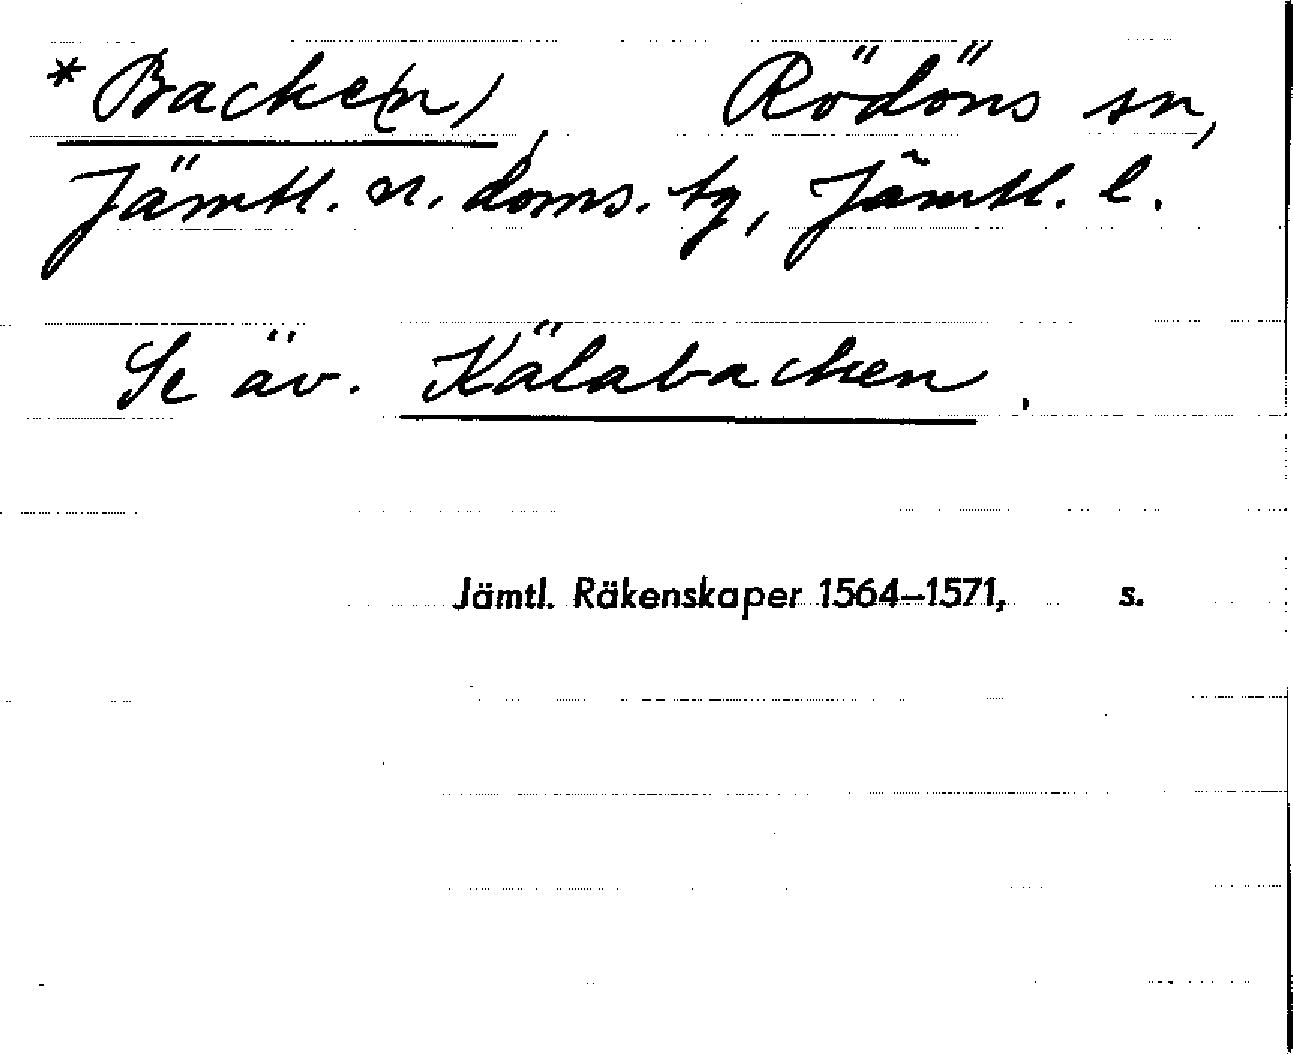 *Backe(n), Rödöns sn,
Jämtl. n. doms. tg, Jämtl. l.
Se äv. Kälabacken.
Jämtl. Räkenskaper 1564–1571, s.